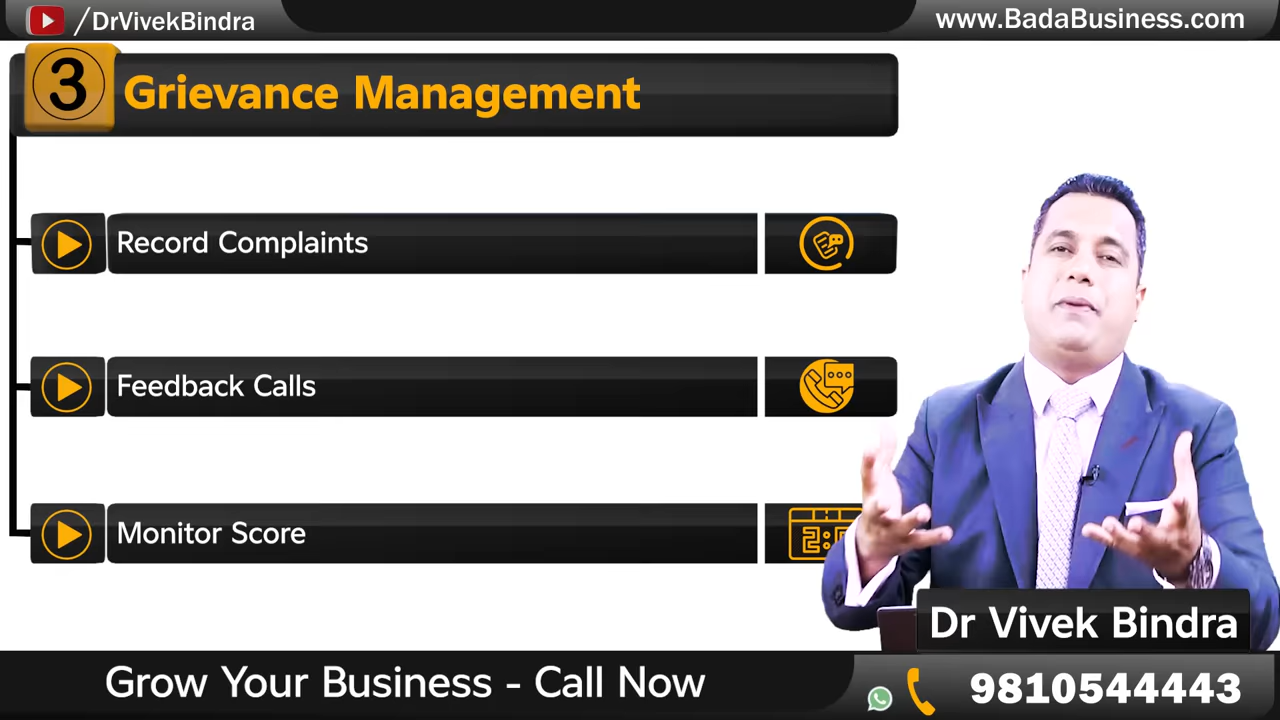 /DrVivekBindra
www.BadaBusiness.com
3
Grievance Management
Record Complaints
Feedback Calls
Monitor Score
Dr Vivek Bindra
Grow Your Business - Call Now
9810544443